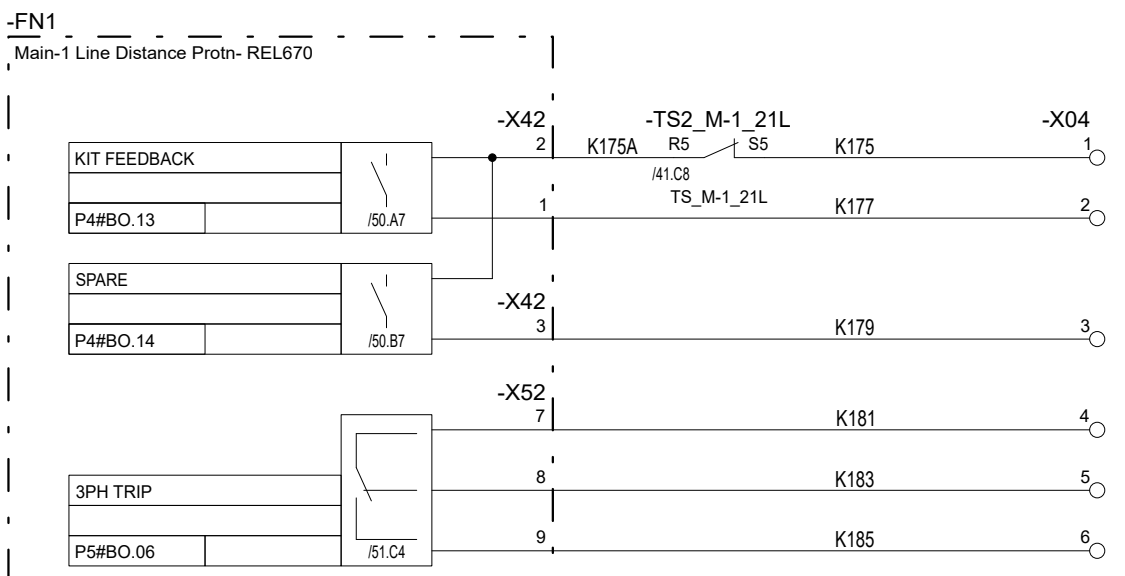 -FN1
Main-1 Line Distance Protn- REL670
-X42 -TS2_M-1_21L -X04
2 K175A R5 S5 K175 1
KIT FEEDBACK
/41.C8
TS_M-1_21L
1 K177 2
P4#BO.13 /50.A7
SPARE
-X42
3 K179 3
P4#BO.14 /50.B7
-X52
7 K181 4
8 K183 5
3PH TRIP
9 K185 6
P5#BO.06 /51.C4